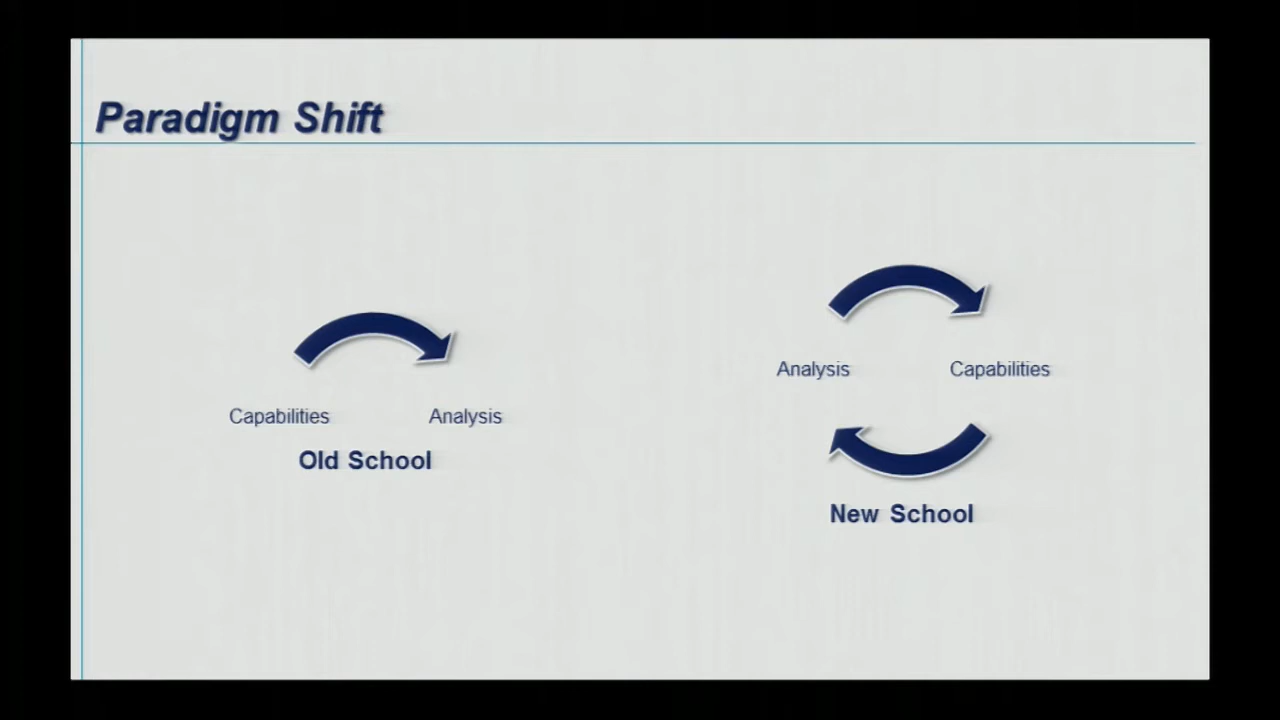 Paradigm Shift
Capabilities
Analysis
Old School
Analysis
Capabilities
New School